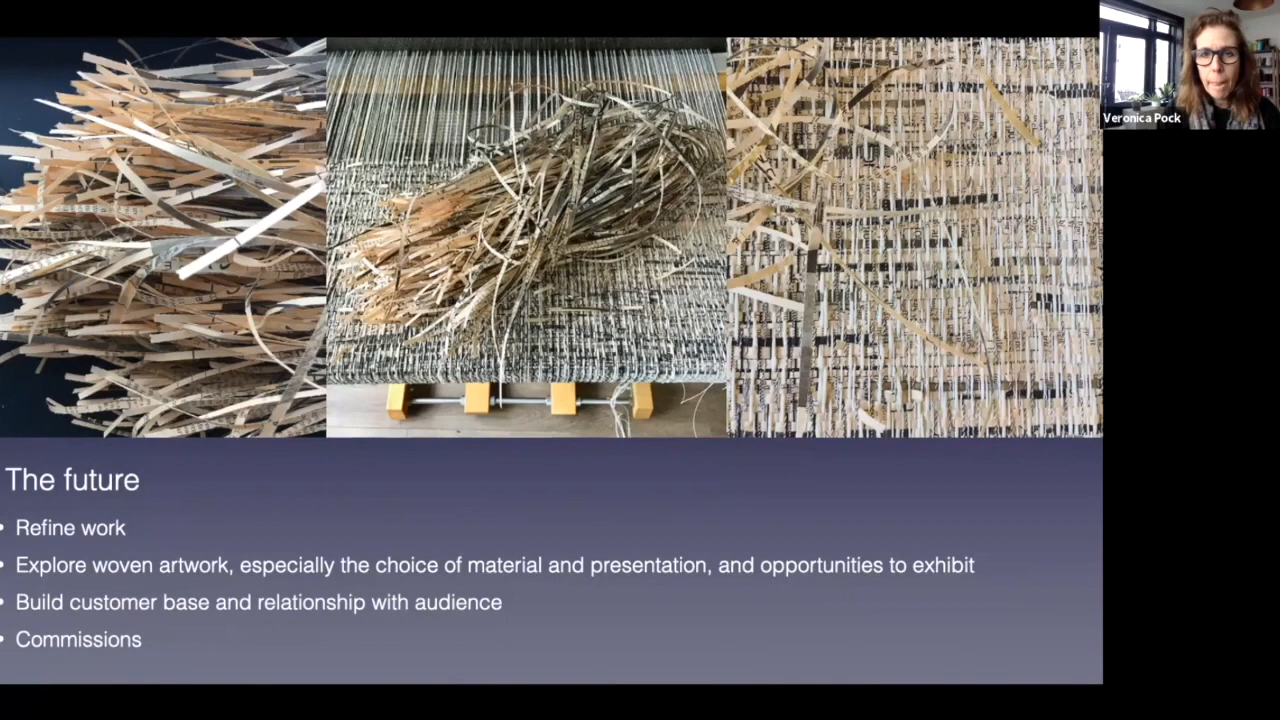 Veronica Pock
The future
• Refine work
• Explore woven artwork, especially the choice of material and presentation, and opportunities to exhibit
• Build customer base and relationship with audience
• Commissions